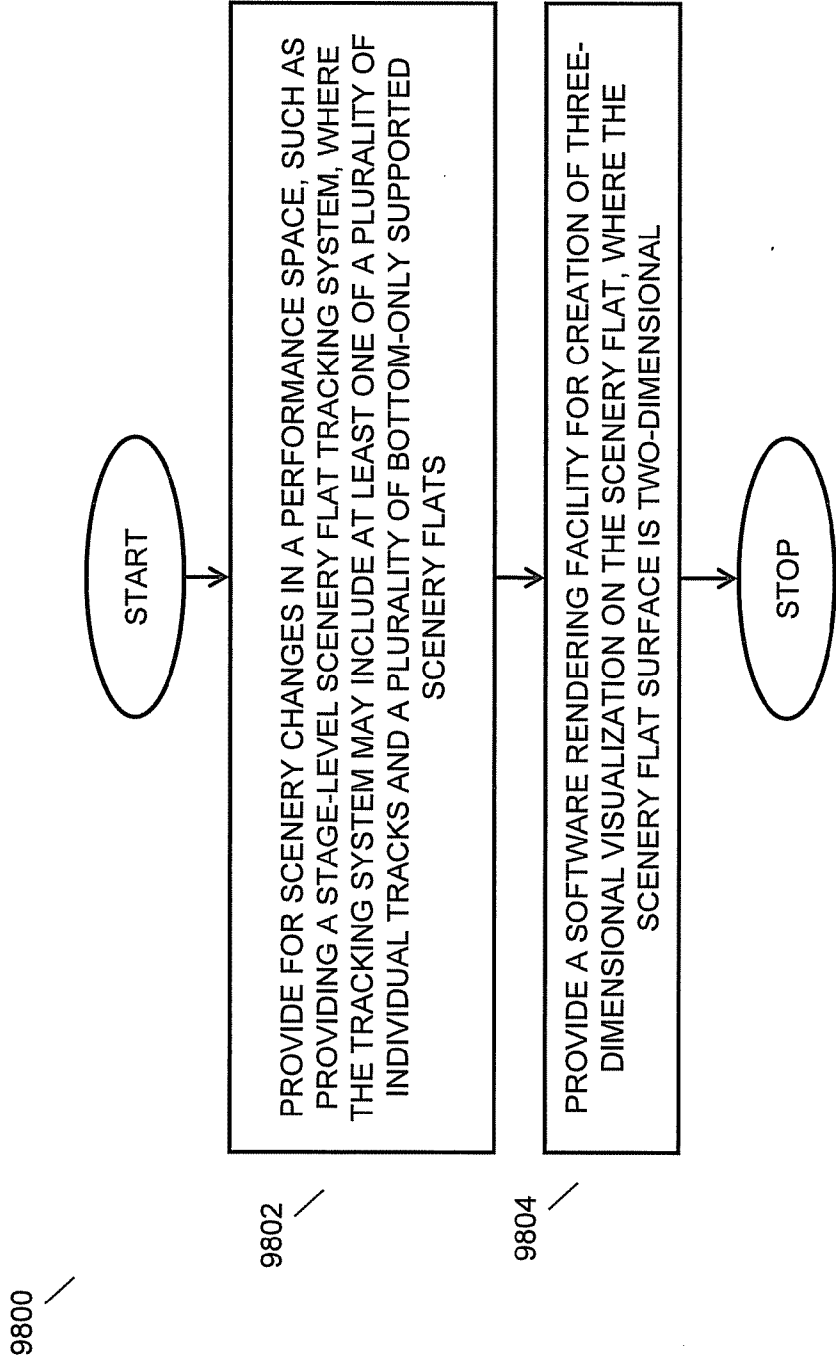 9800
START
9802
PROVIDE FOR SCENERY CHANGES IN A PERFORMANCE SPACE, SUCH AS
PROVIDING A STAGE-LEVEL SCENERY FLAT TRACKING SYSTEM, WHERE
THE TRACKING SYSTEM MAY INCLUDE AT LEAST ONE OF A PLURALITY OF
INDIVIDUAL TRACKS AND A PLURALITY OF BOTTOM-ONLY SUPPORTED
SCENERY FLATS
9804
PROVIDE A SOFTWARE RENDERING FACILITY FOR CREATION OF THREE-
DIMENSIONAL VISUALIZATION ON THE SCENERY FLAT, WHERE THE
SCENERY FLAT SURFACE IS TWO-DIMENSIONAL
STOP